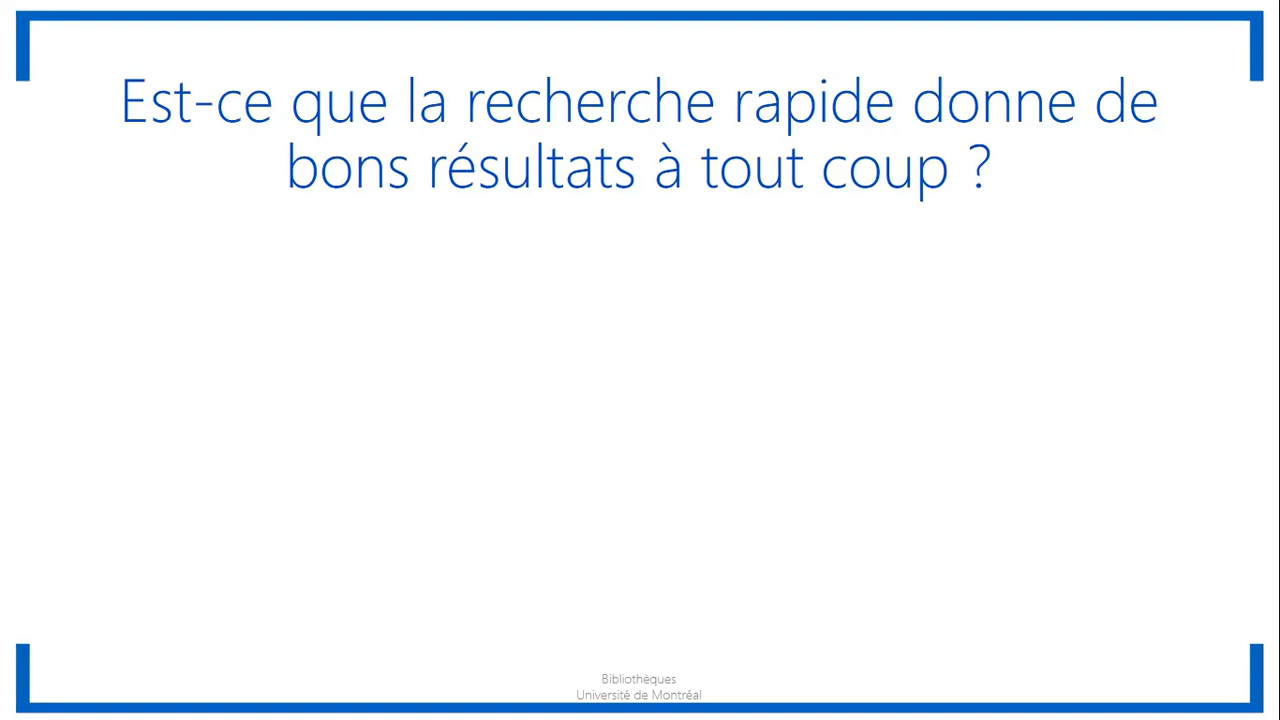 Est-ce que la recherche rapide donne de
bons résultats à tout coup ?
Bibliothèques
Université de Montréal